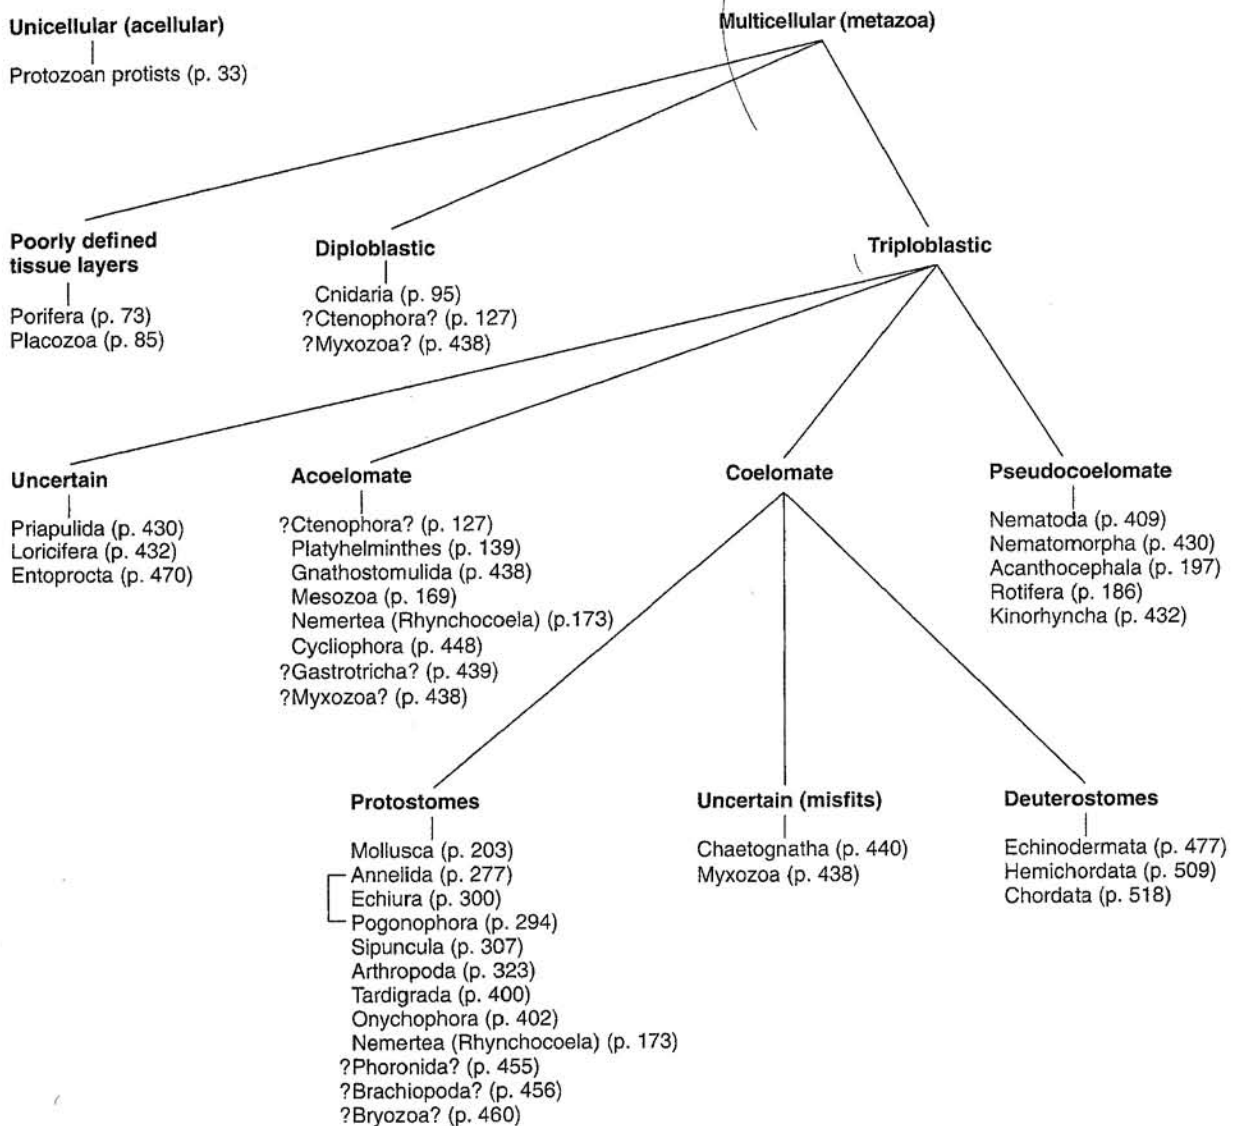 Unicellular (acellular)
Protozoan protists (p. 33)
Multicellular (metazoa)
Poorly defined
tissue layers
Porifera (p. 73)
Placozoa (p. 85)
Diploblastic
Cnidaria (p. 95)
?Ctenophora? (p. 127)
?Myxozoa? (p. 438)
Triploblastic
Uncertain
Priapulida (p. 430)
Loricifera (p. 432)
Entoprocta (p. 470)
Acoelomate
?Ctenophora? (p. 127)
Platyhelminthes (p. 139)
Gnathostomulida (p. 438)
Mesozoa (p. 169)
Nemertea (Rhynchocoela) (p.173)
Cycliophora (p. 448)
?Gastrotricha? (p. 439)
?Myxozoa? (p. 438)
Coelomate
Pseudocoelomate
Nematoda (p. 409)
Nematomorpha (p. 430)
Acanthocephala (p. 197)
Rotifera (p. 186)
Kinorhyncha (p. 432)
Protostomes
Mollusca (p. 203)
Annelida (p. 277)
Echiura (p. 300)
Pogonophora (p. 294)
Sipuncula (p. 307)
Arthropoda (p. 323)
Tardigrada (p. 400)
Onychophora (p. 402)
Nemertea (Rhynchocoela) (p. 173)
?Phoronida? (p. 455)
?Brachiopoda? (p. 456)
?Bryozoa? (p. 460)
Uncertain (misfits)
Chaetognatha (p. 440)
Myxozoa (p. 438)
Deuterostomes
Echinodermata (p. 477)
Hemichordata (p. 509)
Chordata (p. 518)